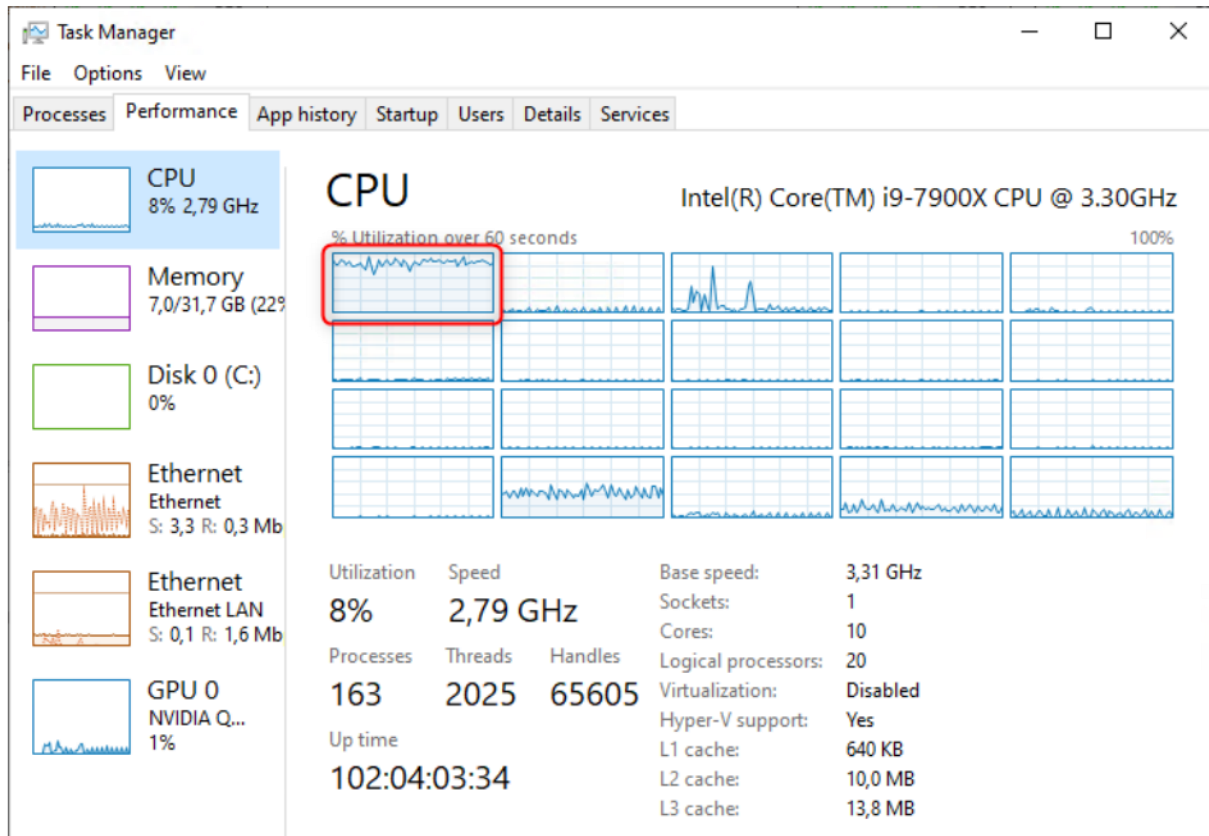 Task Manager
File Options View
Processes Performance App history Startup Users Details Services
CPU
8% 2,79 GHz
Memory
7,0/31,7 GB (22%
Disk 0 (C:)
0%
Ethernet
Ethernet
S: 3,3 R: 0,3 Mb
Ethernet
Ethernet LAN
S: 0,1 R: 1,6 Mb
GPU 0
NVIDIA Q...
1%
CPU Intel(R) Core(TM) i9-7900X CPU @ 3.30GHz
% Utilization over 60 seconds 100%
Utilization Speed
8% 2,79 GHz
Processes Threads Handles
163 2025 65605
Up time
102:04:03:34
Base speed: 3,31 GHz
Sockets: 1
Cores: 10
Logical processors: 20
Virtualization: Disabled
Hyper-V support: Yes
L1 cache: 640 KB
L2 cache: 10,0 MB
L3 cache: 13,8 MB